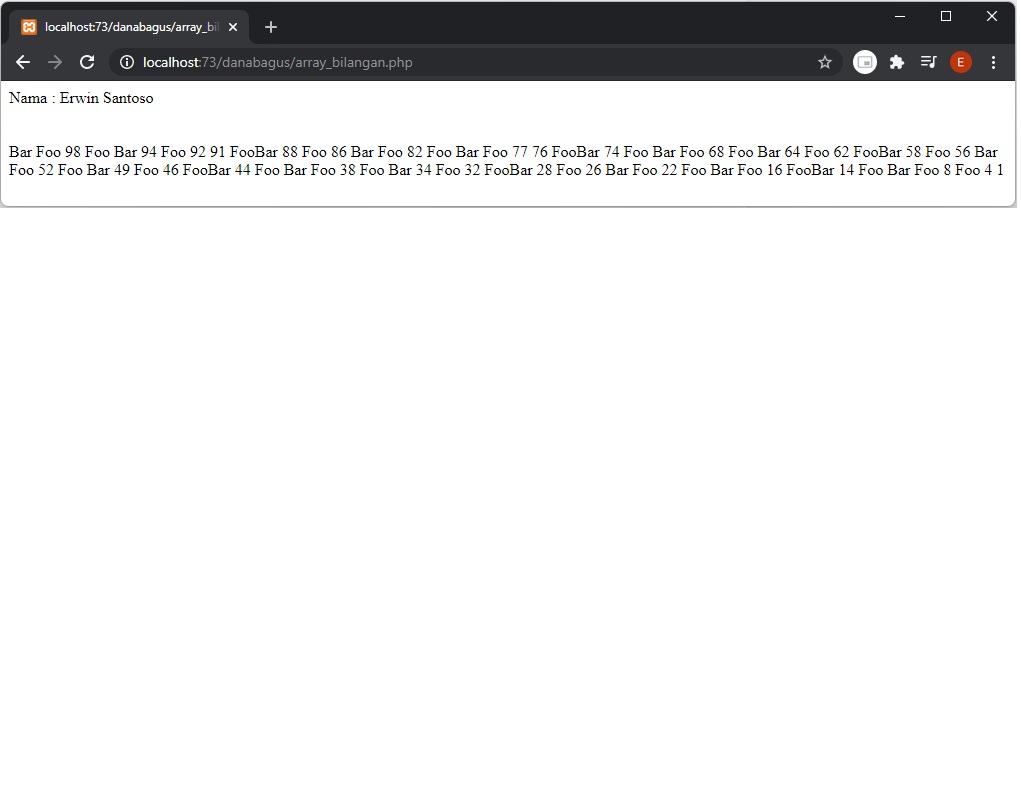 localhost:73/danabagus/array_bil
localhost:73/danabagus/array_bilangan.php
E
Nama : Erwin Santoso
Bar Foo 98 Foo Bar 94 Foo 92 91 FooBar 88 Foo 86 Bar Foo 82 Foo Bar Foo 77 76 FooBar 74 Foo Bar Foo 68 Foo Bar 64 Foo 62 FooBar 58 Foo 56 Bar
Foo 52 Foo Bar 49 Foo 46 FooBar 44 Foo Bar Foo 38 Foo Bar 34 Foo 32 FooBar 28 Foo 26 Bar Foo 22 Foo Bar Foo 16 FooBar 14 Foo Bar Foo 8 Foo 4 1